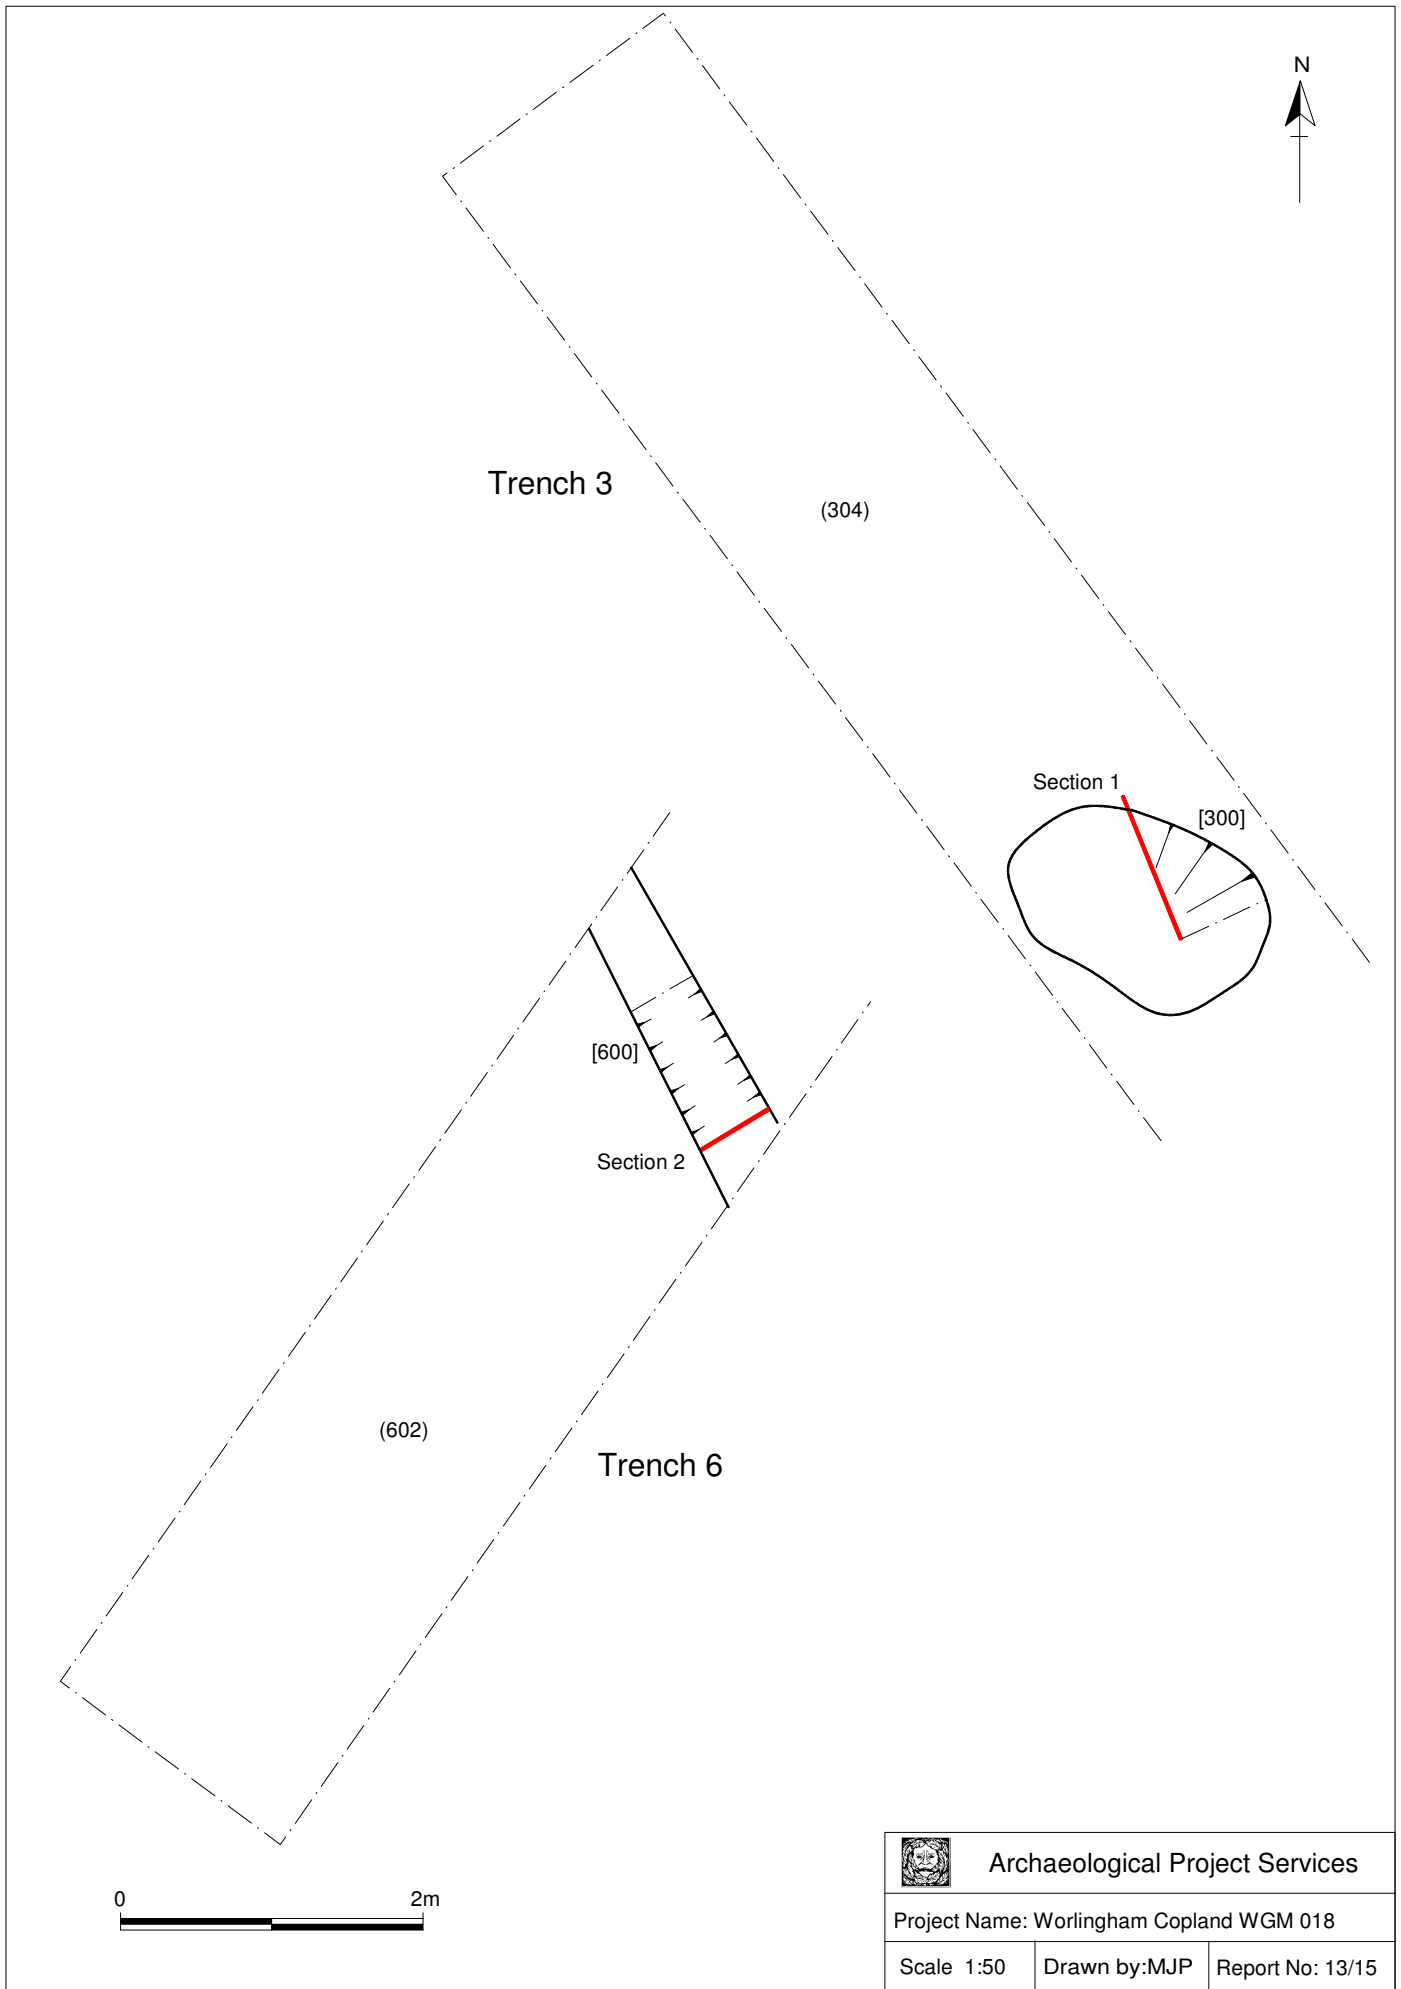 N
Trench 3
(304)
Section 1
[300]
[600]
Section 2
(602)
Trench 6
0 2m
Archaeological Project Services
Project Name: Worlingham Copland WGM 018
Scale 1:50 Drawn by:MJP Report No: 13/15